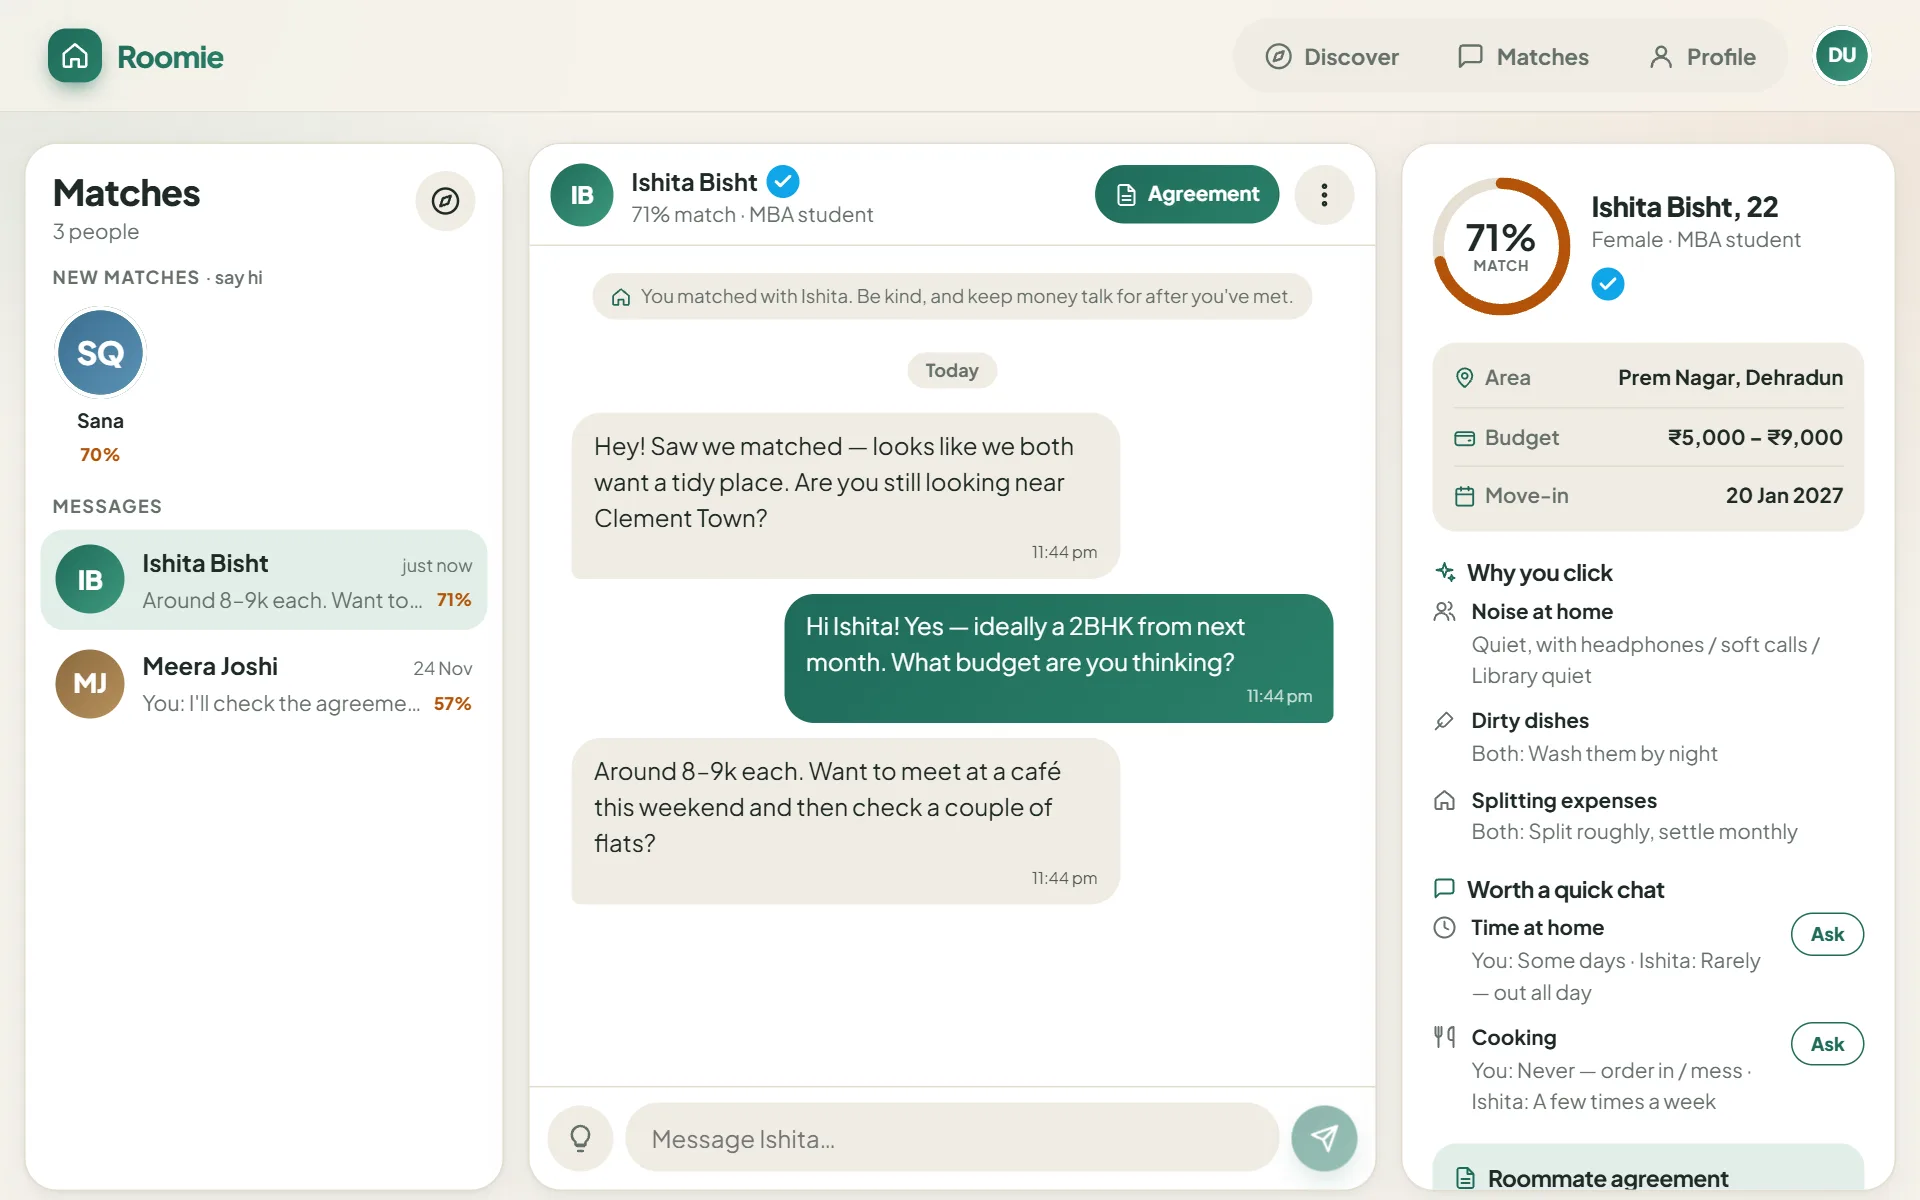 Roomie
Discover
Matches
Profile
DU
Matches
3 people
NEW MATCHES · say hi
SQ
Sana
70%
MESSAGES
IB
Ishita Bisht
just now
Around 8–9k each. Want to...
71%
MJ
Meera Joshi
24 Nov
You: I'll check the agreeme...
57%
IB
Ishita Bisht
71% match · MBA student
Agreement
You matched with Ishita. Be kind, and keep money talk for after you've met.
Today
Hey! Saw we matched — looks like we both
want a tidy place. Are you still looking near
Clement Town?
11:44 pm
Hi Ishita! Yes — ideally a 2BHK from next
month. What budget are you thinking?
11:44 pm
Around 8–9k each. Want to meet at a café
this weekend and then check a couple of
flats?
11:44 pm
Message Ishita...
71%
MATCH
Ishita Bisht, 22
Female · MBA student
Area
Prem Nagar, Dehradun
Budget
₹5,000 – ₹9,000
Move-in
20 Jan 2027
Why you click
Noise at home
Quiet, with headphones / soft calls /
Library quiet
Dirty dishes
Both: Wash them by night
Splitting expenses
Both: Split roughly, settle monthly
Worth a quick chat
Time at home
Ask
You: Some days · Ishita: Rarely
— out all day
Cooking
Ask
You: Never — order in / mess ·
Ishita: A few times a week
Roommate agreement